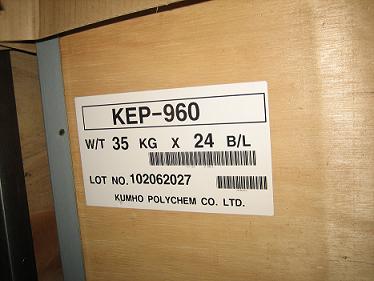 KEP-960
W/T 35 KG X 24 B/L
LOT NO. 102062027
KUMHO POLYCHEM CO. LTD.